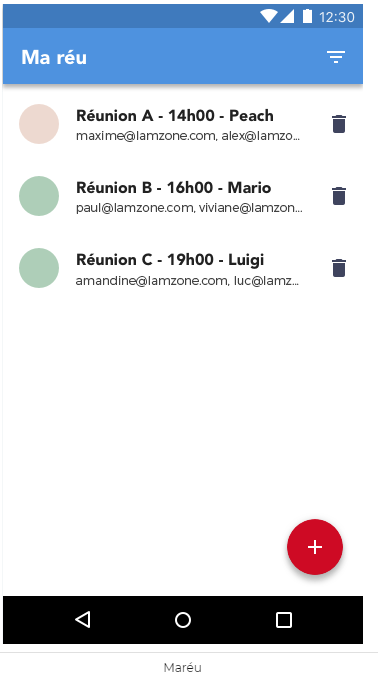 12:30
Ma réu
Réunion A - 14h00 - Peach
maxime@lamzone.com, alex@lamzo...
Réunion B - 16h00 - Mario
paul@lamzone.com, viviane@lamzon...
Réunion C - 19h00 - Luigi
amandine@lamzone.com, luc@lamz...
Maréu